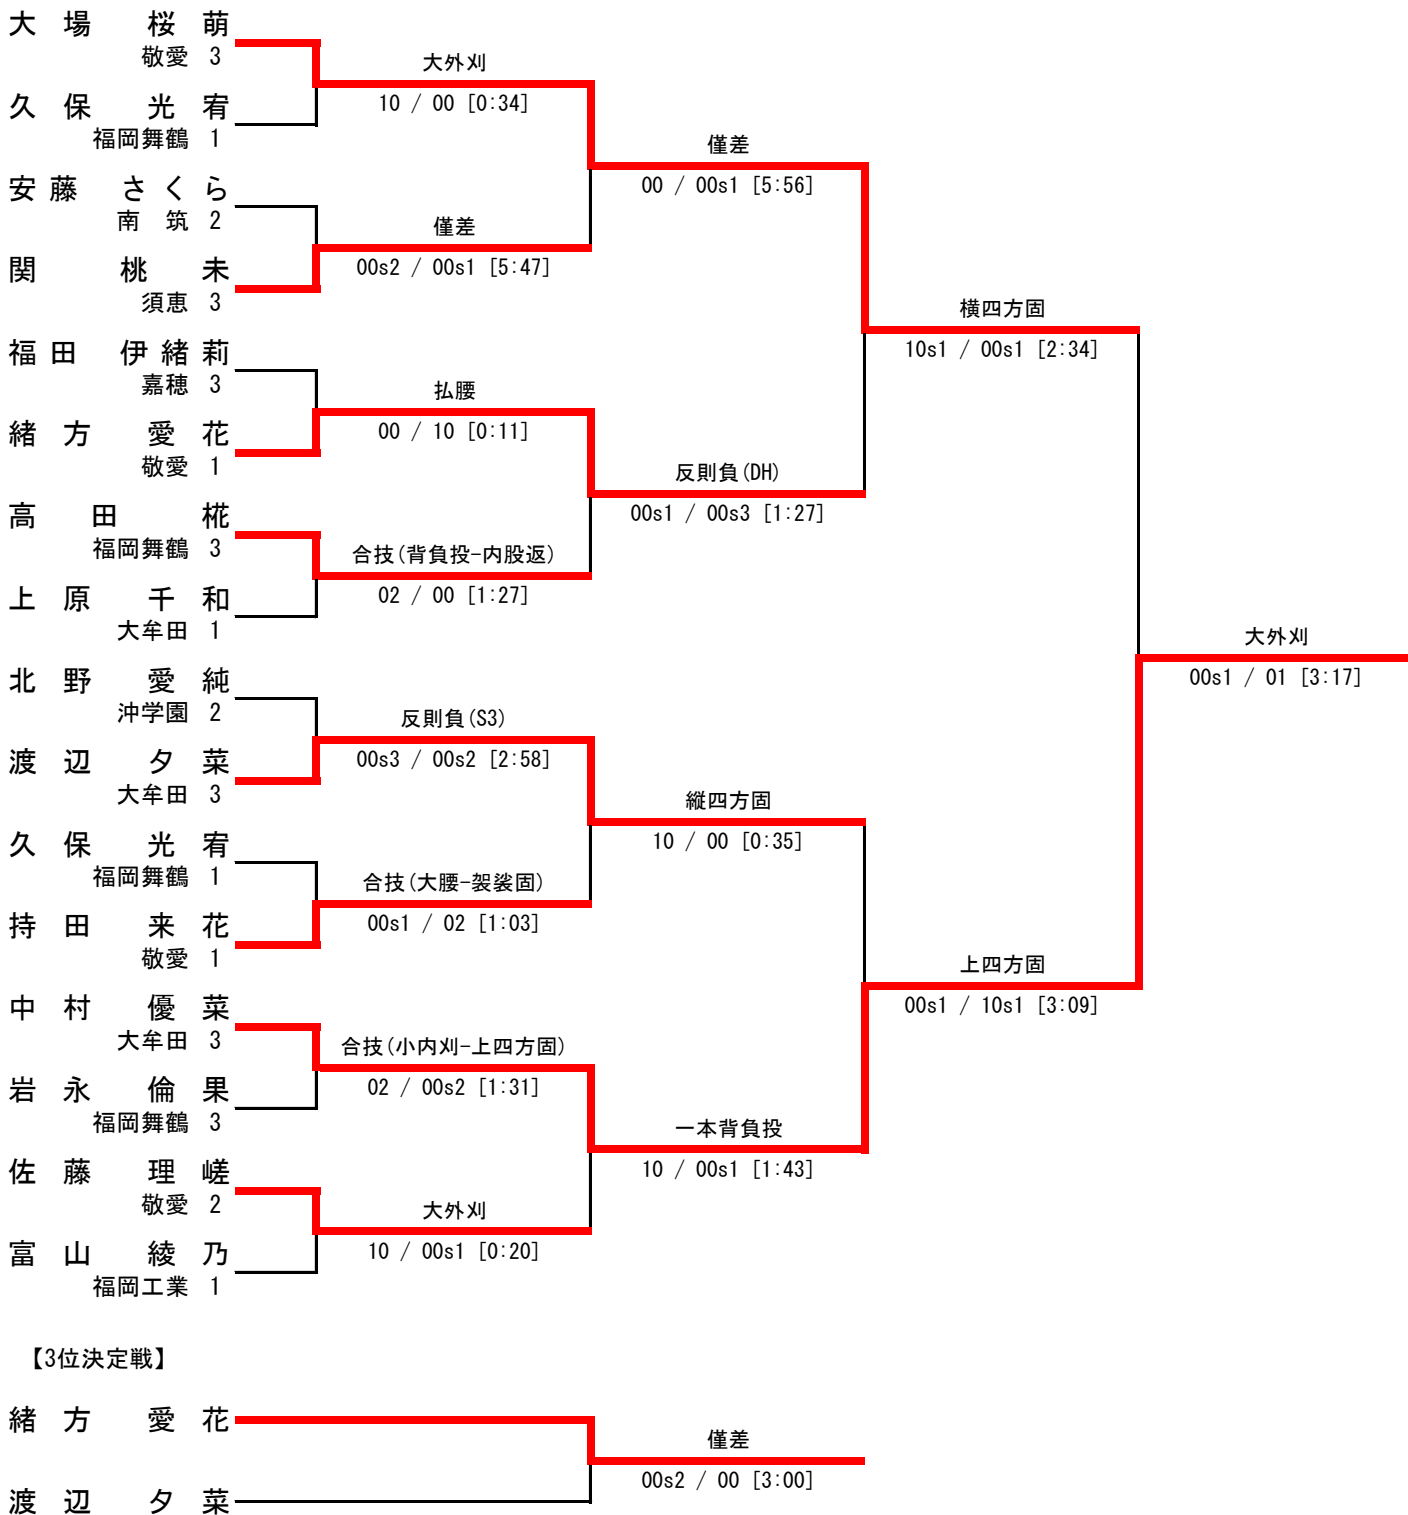 大場 桜萌
敬愛 3
久保 光宥
福岡舞鶴 1
安藤 さくら
南 筑 2
関 桃未
須恵 3
福田 伊緒莉
嘉穂 3
緒方 愛花
敬愛 1
高田 椛
福岡舞鶴 3
上原 千和
大牟田 1
北野 愛純
沖学園 2
渡辺 夕菜
大牟田 3
久保 光宥
福岡舞鶴 1
持田 来花
敬愛 1
中村 優菜
大牟田 3
岩永 倫果
福岡舞鶴 3
佐藤 理嵯
敬愛 2
富山 綾乃
福岡工業 1
大外刈
10 / 00 [0:34]
僅差
00s2 / 00s1 [5:47]
払腰
00 / 10 [0:11]
合技(背負投-内股返)
02 / 00 [1:27]
反則負(S3)
00s3 / 00s2 [2:58]
合技(大腰-袈裟固)
00s1 / 02 [1:03]
合技(小内刈-上四方固)
02 / 00s2 [1:31]
大外刈
10 / 00s1 [0:20]
僅差
00 / 00s1 [5:56]
反則負(DH)
00s1 / 00s3 [1:27]
縦四方固
10 / 00 [0:35]
一本背負投
10 / 00s1 [1:43]
横四方固
10s1 / 00s1 [2:34]
上四方固
00s1 / 10s1 [3:09]
大外刈
00s1 / 01 [3:17]
【3位決定戦】
緒方 愛花
渡辺 夕菜
僅差
00s2 / 00 [3:00]